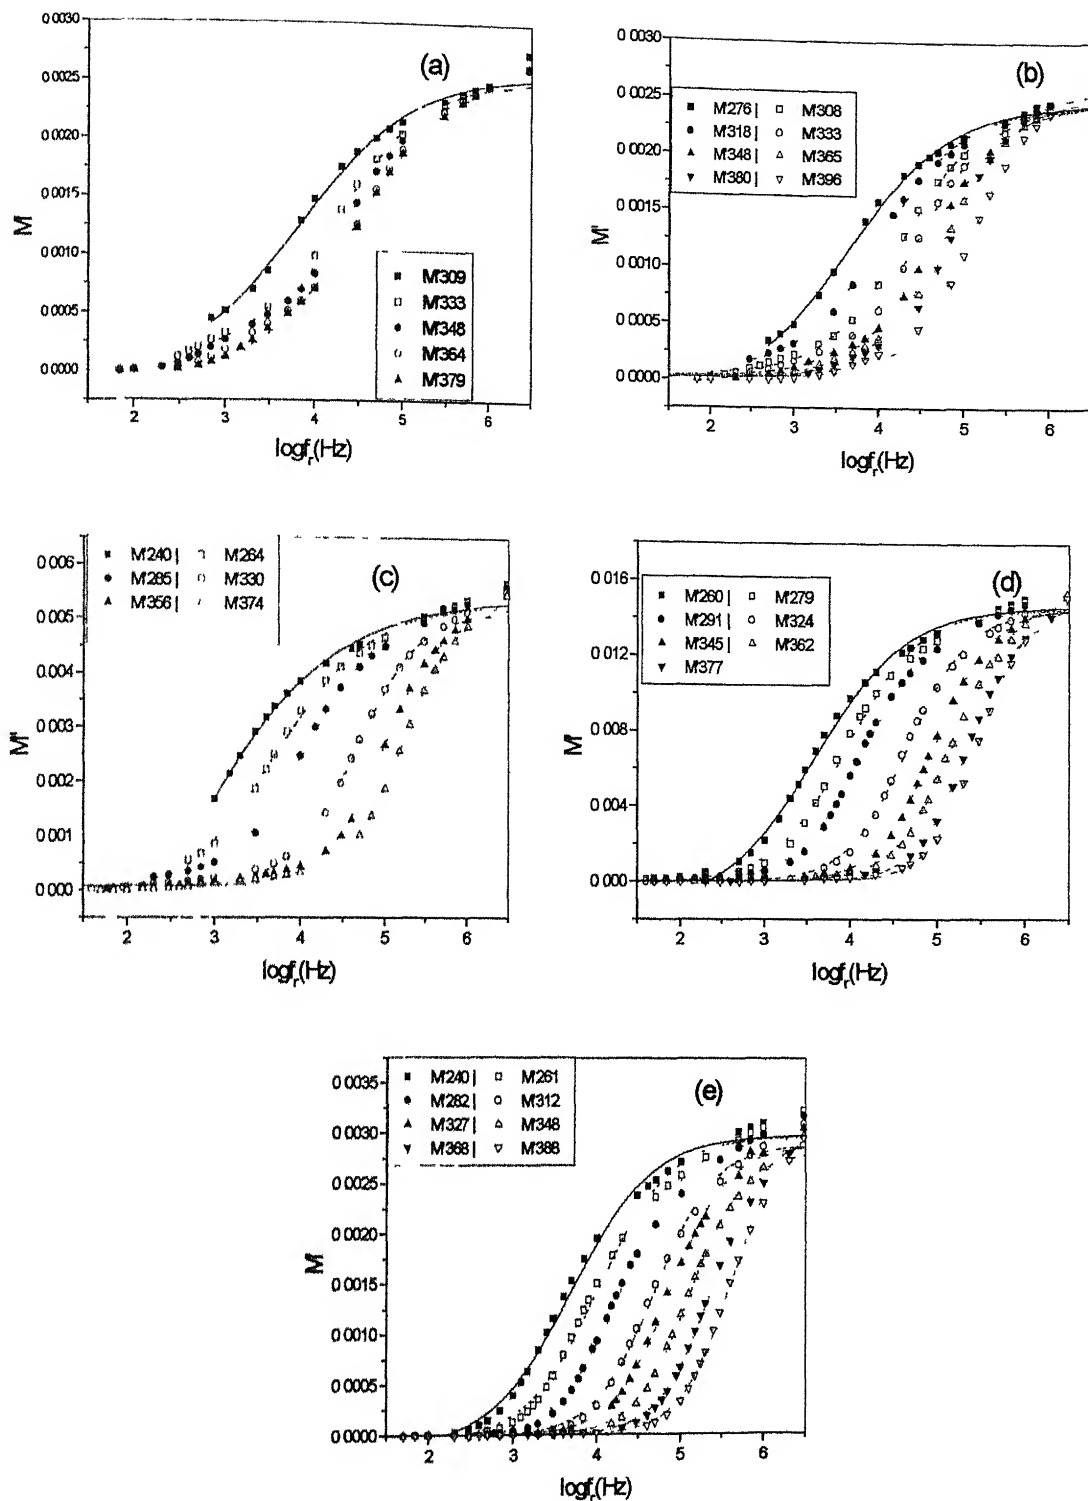 (a)
0 0030
0 0025
0 0020
0 0015
0 0010
0 0005
0 0000
M'
M'309
M'333
M'348
M'364
M'379
2 3 4 5 6
logf_r(Hz)
(b)
0 0030
0 0025
0 0020
0 0015
0 0010
0 0005
0 0000
M'
M'276 | M'308
M'318 | M'333
M'348 | M'365
M'380 | M'396
2 3 4 5 6
logf_r(Hz)
(c)
0 006
0 005
0 004
0 003
0 002
0 001
0 000
M'
M'240 | M'264
M'285 | M'330
M'356 | M'374
2 3 4 5 6
logf_r(Hz)
(d)
0 016
0 012
0 008
0 004
0 000
M'
M'260 | M'279
M'291 | M'324
M'345 | M'362
M'377
2 3 4 5 6
logf_r(Hz)
(e)
0 0035
0 0030
0 0025
0 0020
0 0015
0 0010
0 0005
0 0000
M'
M'240 | M'261
M'282 | M'312
M'327 | M'348
M'368 | M'388
2 3 4 5 6
logf_r(Hz)